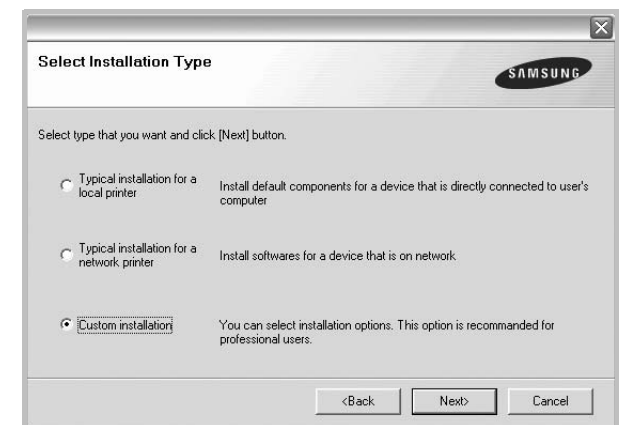 Select Installation Type
SAMSUNG
Select type that you want and click [Next] button.
Typical installation for a
local printer
Install default components for a device that is directly connected to user's
computer
Typical installation for a
network printer
Install softwares for a device that is on network
Custom installation
You can select installation options. This option is recommanded for
professional users.
<Back
Next>
Cancel